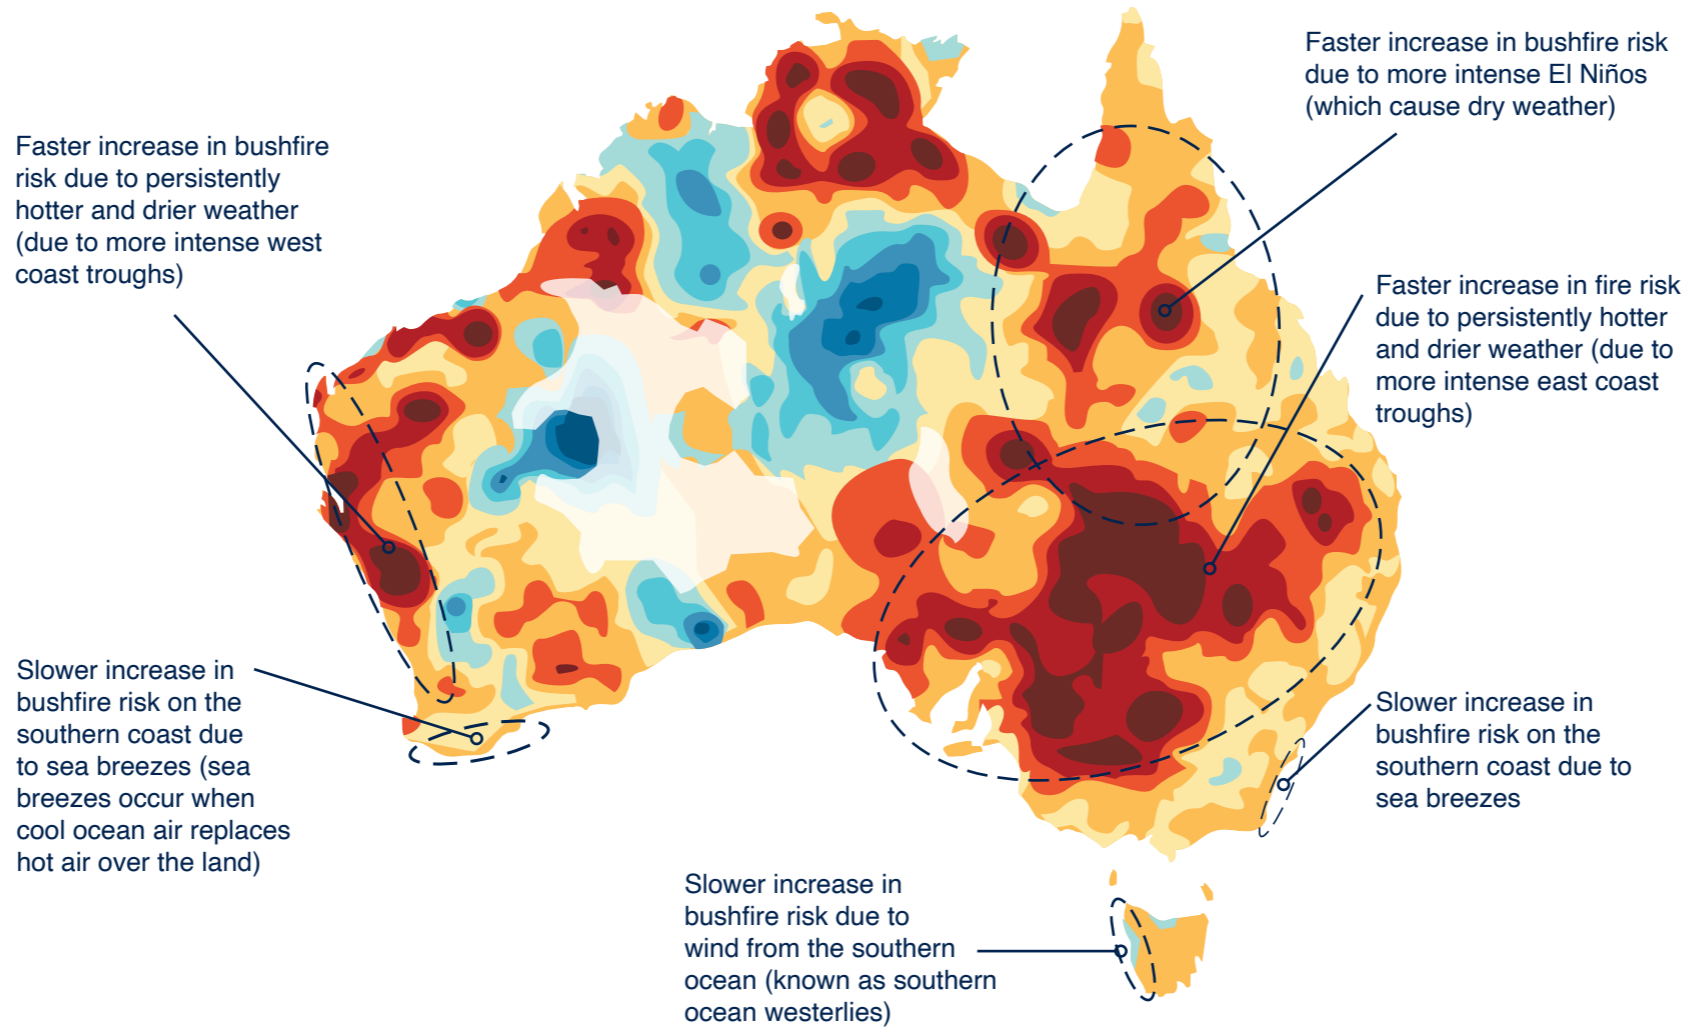 Faster increase in bushfire risk
due to more intense El Niños
(which cause dry weather)
Faster increase in bushfire
risk due to persistently
hotter and drier weather
(due to more intense west
coast troughs)
Faster increase in fire risk
due to persistently hotter
and drier weather (due to
more intense east coast
troughs)
Slower increase in
bushfire risk on the
southern coast due
to sea breezes (sea
breezes occur when
cool ocean air replaces
hot air over the land)
Slower increase in
bushfire risk on the
southern coast due to
sea breezes
Slower increase in
bushfire risk due to
wind from the southern
ocean (known as southern
ocean westerlies)